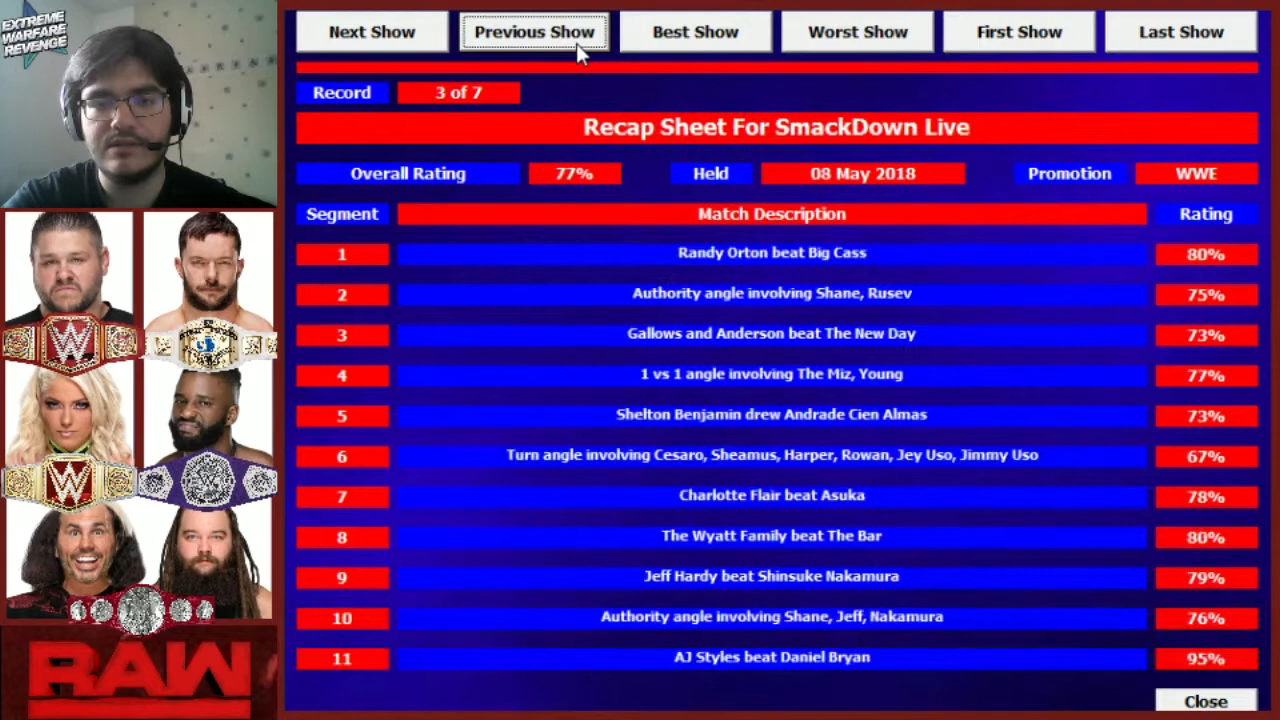 EXTREME
WARFARE
REVENGE
Next Show
Previous Show
Best Show
Worst Show
First Show
Last Show
Record
3 of 7
Recap Sheet For SmackDown Live
Overall Rating
77%
Held
08 May 2018
Promotion
WWE
Segment
Match Description
Rating
1
Randy Orton beat Big Cass
80%
2
Authority angle involving Shane, Rusev
75%
3
Gallows and Anderson beat The New Day
73%
4
1 vs 1 angle involving The Miz, Young
77%
5
Shelton Benjamin drew Andrade Cien Almas
73%
6
Turn angle involving Cesaro, Sheamus, Harper, Rowan, Jey Uso, Jimmy Uso
67%
7
Charlotte Flair beat Asuka
78%
8
The Wyatt Family beat The Bar
80%
9
Jeff Hardy beat Shinsuke Nakamura
79%
10
Authority angle involving Shane, Jeff, Nakamura
76%
11
AJ Styles beat Daniel Bryan
95%
Close
RAW